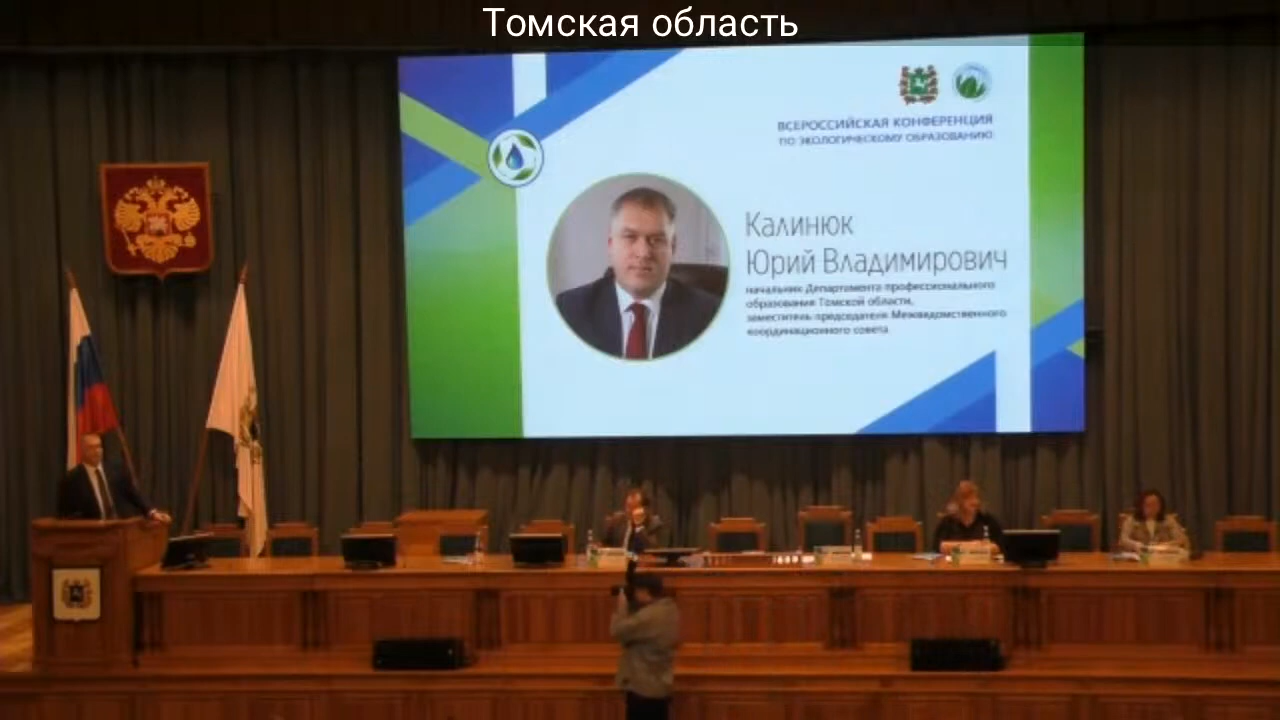 Томская область
ВСЕРОССИЙСКАЯ КОНФЕРЕНЦИЯ
ПО ЭКОЛОГИЧЕСКОМУ ОБРАЗОВАНИЮ
Калинюк
Юрий Владимирович
начальник Департамента профессионального
образования Томской области,
заместитель председателя Межведомственного
координационного совета